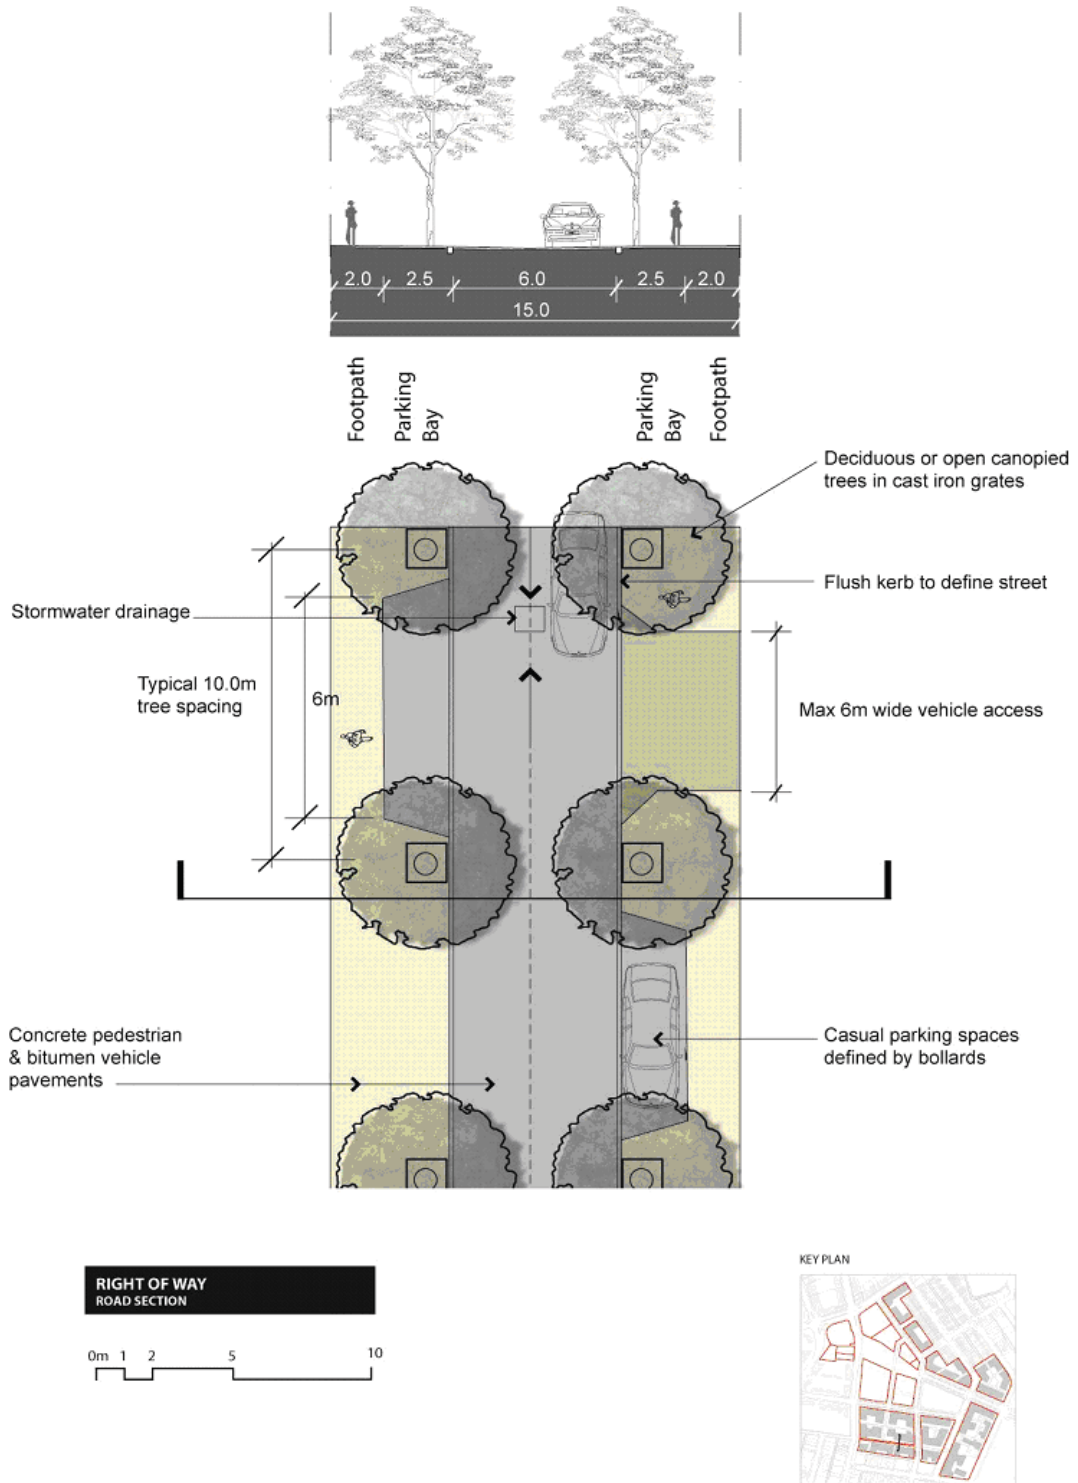 2.0 2.5 6.0 2.5 2.0
15.0
Footpath
Parking
Bay
Parking
Bay
Footpath
Deciduous or open canopied
trees in cast iron grates
Flush kerb to define street
Stormwater drainage
Typical 10.0m
tree spacing
6m
Max 6m wide vehicle access
Concrete pedestrian
& bitumen vehicle
pavements
Casual parking spaces
defined by bollards
RIGHT OF WAY
ROAD SECTION
0m 1 2 5 10
KEY PLAN